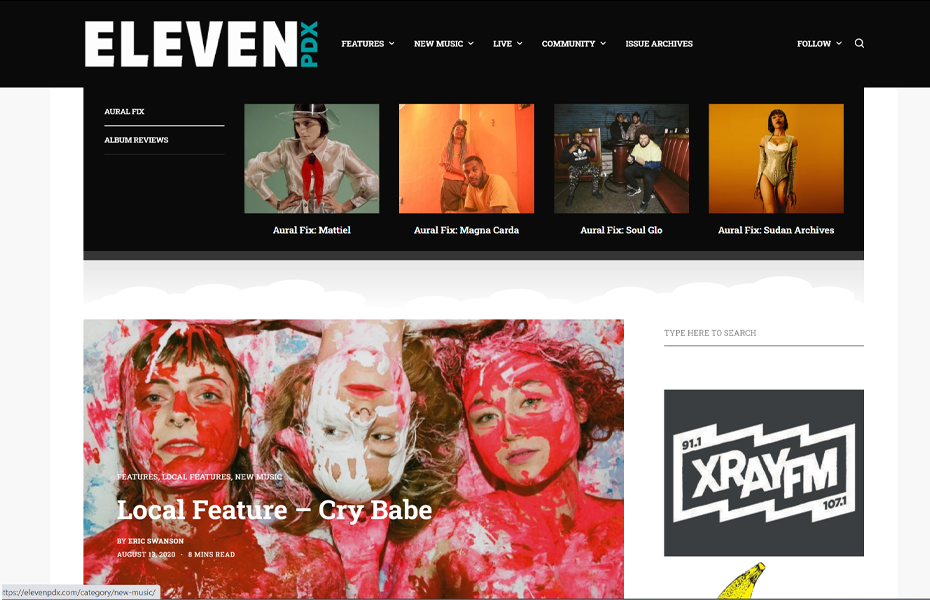 ELEVEN PDX
FEATURES
NEW MUSIC
LIVE
COMMUNITY
ISSUE ARCHIVES
FOLLOW
AURAL FIX
ALBUM REVIEWS
Aural Fix: Mattiel
Aural Fix: Magna Carda
Aural Fix: Soul Glo
Aural Fix: Sudan Archives
TYPE HERE TO SEARCH
FEATURES, LOCAL FEATURES, NEW MUSIC
Local Feature – Cry Babe
BY ERIC SWANSON
AUGUST 13, 2020 - 8 MINS READ
91.1
XRAYFM
107.1
ttps://elevenpdx.com/category/new-music/